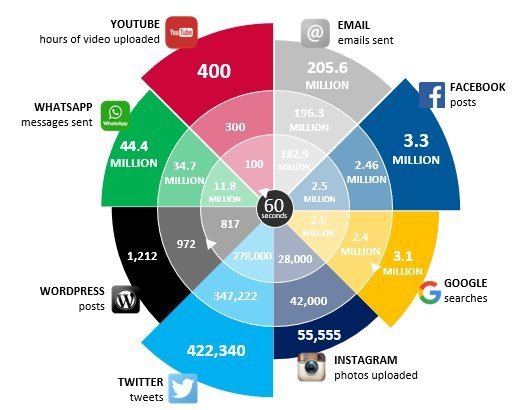 YOUTUBE
hours of video uploaded
You Tube
EMAIL
emails sent
@
FACEBOOK
posts
f
WHATSAPP
messages sent
WhatsApp
400
300
100
205.6
MILLION
196.3
MILLION
182.9
MILLION
3.3
MILLION
2.46
MILLION
2.5
MILLION
44.4
MILLION
34.7
MILLION
11.8
MILLION
60
seconds
1,212
972
817
2.6
MILLION
2.4
MILLION
3.1
MILLION
278,000
347,222
422,340
28,000
42,000
55,555
WORDPRESS
posts
W
G
GOOGLE
searches
INSTAGRAM
photos uploaded
TWITTER
tweets